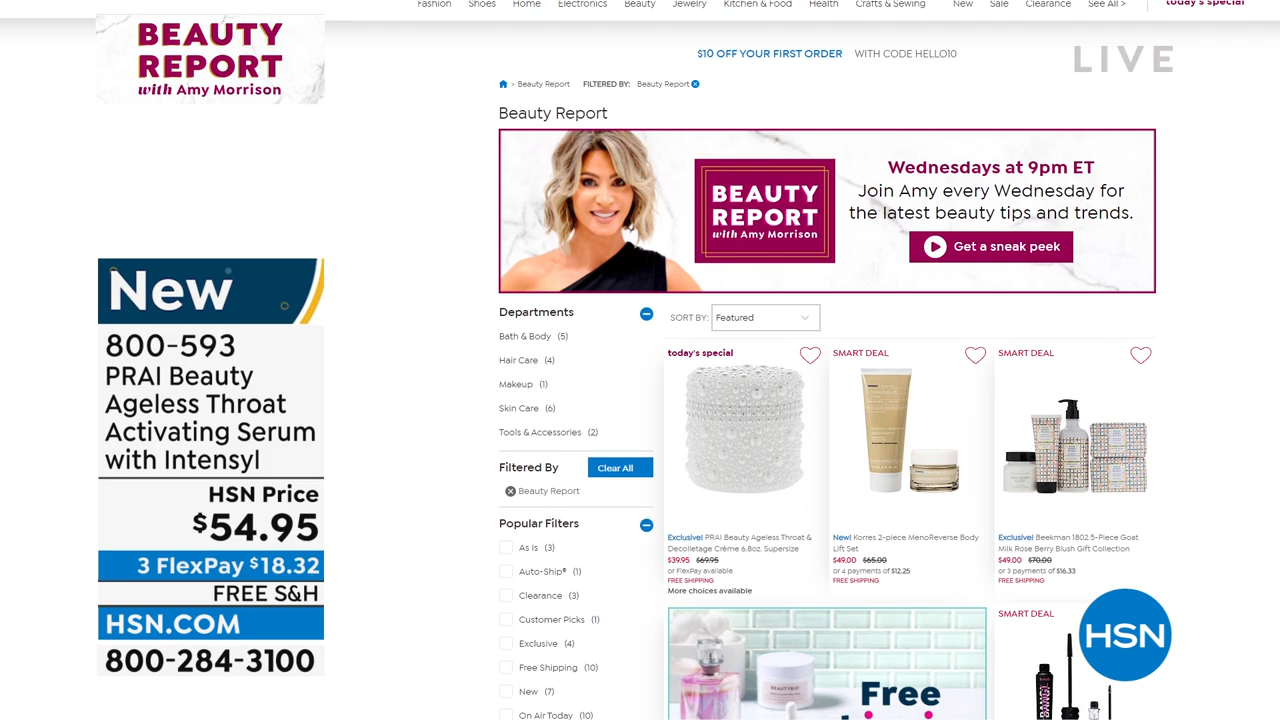 Fashion Shoes Home Electronics Beauty Jewelry Kitchen & Food Health Crafts & Sewing New Sale Clearance See All > today's special
BEAUTY
REPORT
with Amy Morrison
$10 OFF YOUR FIRST ORDER WITH CODE HELLO10
LIVE
> Beauty Report FILTERED BY: Beauty Report
Beauty Report
BEAUTY
REPORT
with Amy Morrison
Wednesdays at 9pm ET
Join Amy every Wednesday for
the latest beauty tips and trends.
Get a sneak peek
New
800-593
PRAI Beauty
Ageless Throat
Activating Serum
with Intensyl
HSN Price
$54.95
3 FlexPay $18.32
FREE S&H
HSN.COM
800-284-3100
Departments
Bath & Body (5)
Hair Care (4)
Makeup (1)
Skin Care (6)
Tools & Accessories (2)
Filtered By Clear All
Beauty Report
Popular Filters
As Is (3)
Auto-Ship® (1)
Clearance (3)
Customer Picks (1)
Exclusive (4)
Free Shipping (10)
New (7)
On Air Today (10)
SORT BY: Featured
today's special
Exclusive! PRAI Beauty Ageless Throat &
Decolletage Crème 6.8oz. Supersize
$39.95 $69.95
or FlexPay available
FREE SHIPPING
More choices available
SMART DEAL
New! Korres 2-piece MenoReverse Body
Lift Set
$49.00 $65.00
or 4 payments of $12.25
FREE SHIPPING
SMART DEAL
Exclusive! Beekman 1802 5-Piece Goat
Milk Rose Berry Blush Gift Collection
$49.00 $70.00
or 3 payments of $16.33
FREE SHIPPING
Free
SMART DEAL
BANG!
HSN